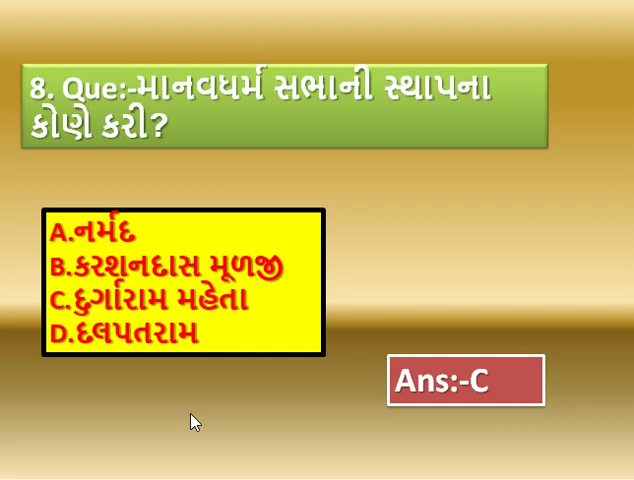 8. Que:-માનવધર્મ સભાની સ્થાપના
કોણે કરી?
A.નર્મદ
B.કરશનદાસ મૂળજી
C.દુર્ગારામ મહેતા
D.દલપતરામ
Ans:-C